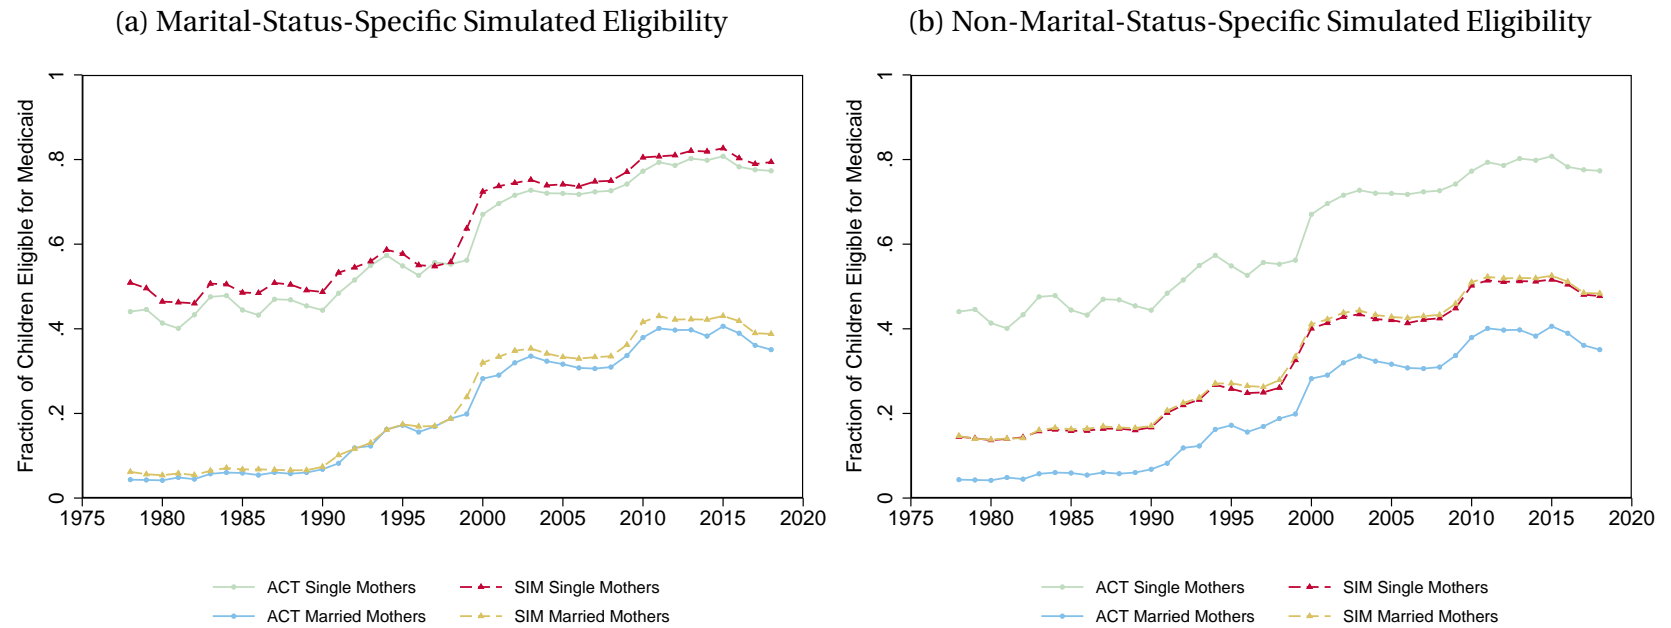 (a) Marital-Status-Specific Simulated Eligibility
Fraction of Children Eligible for Medicaid
1
.8
.6
.4
.2
0
1975 1980 1985 1990 1995 2000 2005 2010 2015 2020
ACT Single Mothers SIM Single Mothers
ACT Married Mothers SIM Married Mothers
(b) Non-Marital-Status-Specific Simulated Eligibility
Fraction of Children Eligible for Medicaid
1
.8
.6
.4
.2
0
1975 1980 1985 1990 1995 2000 2005 2010 2015 2020
ACT Single Mothers SIM Single Mothers
ACT Married Mothers SIM Married Mothers